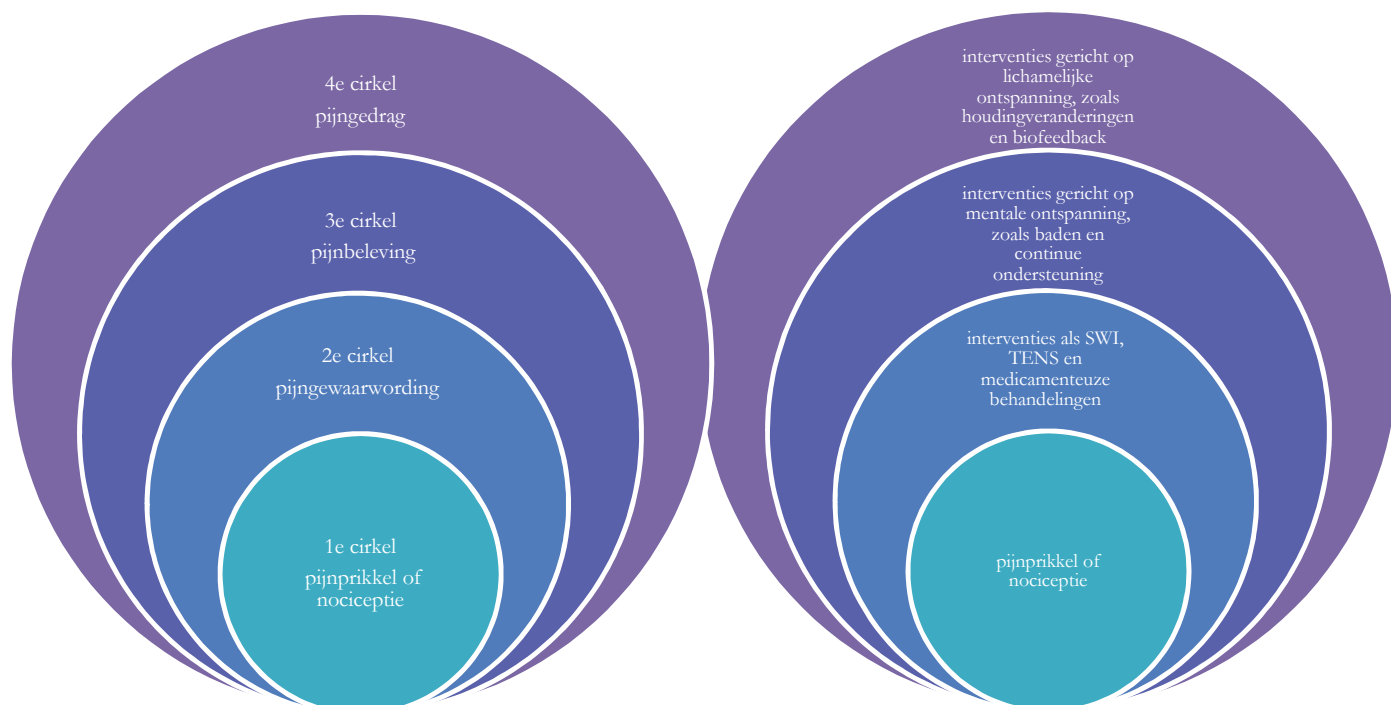 4e cirkel
pijngedrag
3e cirkel
pijnbeleving
2e cirkel
pijngewaarwording
1e cirkel
pijnprikkel of
nociceptie
interventies gericht op
lichamelijke
ontspanning, zoals
houdingveranderingen
en biofeedback
interventies gericht op
mentale ontspanning,
zoals baden en
continue
ondersteuning
interventies als SWI,
TENS en
medicamenteuze
behandelingen
pijnprikkel of
nociceptie